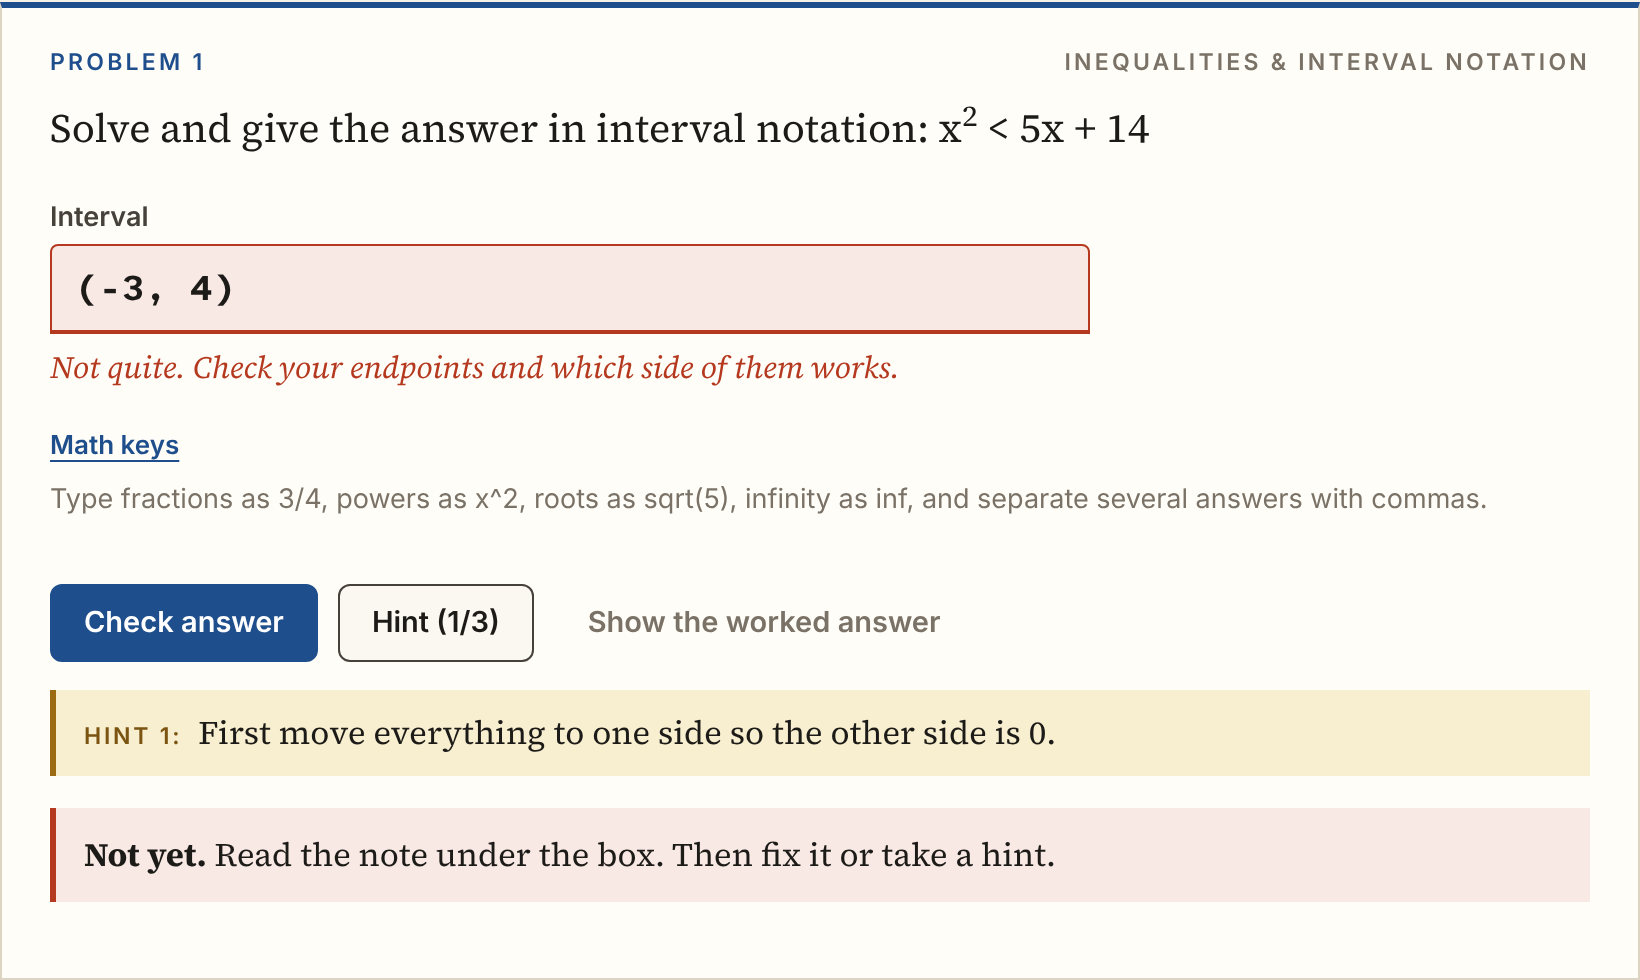 PROBLEM 1
INEQUALITIES & INTERVAL NOTATION
Solve and give the answer in interval notation: x² < 5x + 14
Interval
(-3, 4)
Not quite. Check your endpoints and which side of them works.
Math keys
Type fractions as 3/4, powers as x^2, roots as sqrt(5), infinity as inf, and separate several answers with commas.
Check answer
Hint (1/3)
Show the worked answer
HINT 1: First move everything to one side so the other side is 0.
Not yet. Read the note under the box. Then fix it or take a hint.